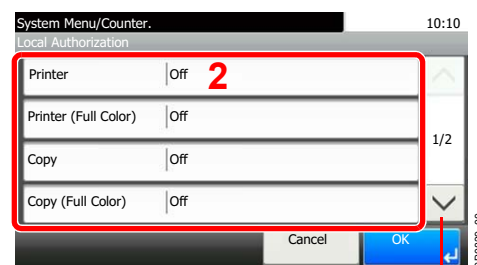 System Menu/Counter. 10:10
Local Authorization
Printer Off 2
Printer (Full Color) Off
1/2
Copy Off
Copy (Full Color) Off
Cancel OK